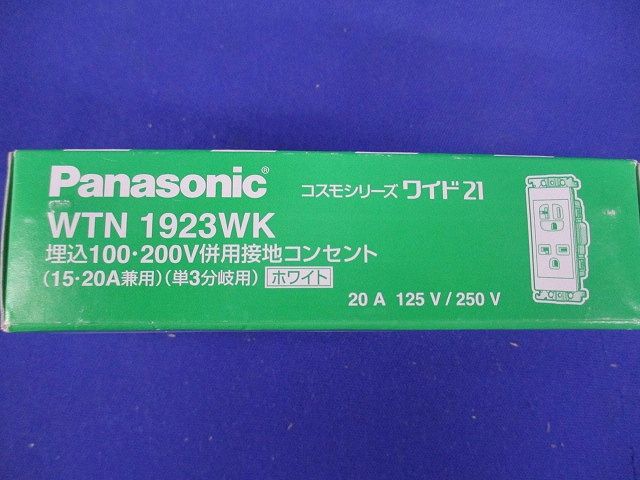 Panasonic® コスモシリーズ ワイド21
WTN 1923WK
埋込100・200V併用接地コンセント
(15・20A兼用)(単3分岐用) ホワイト
20 A 125 V / 250 V